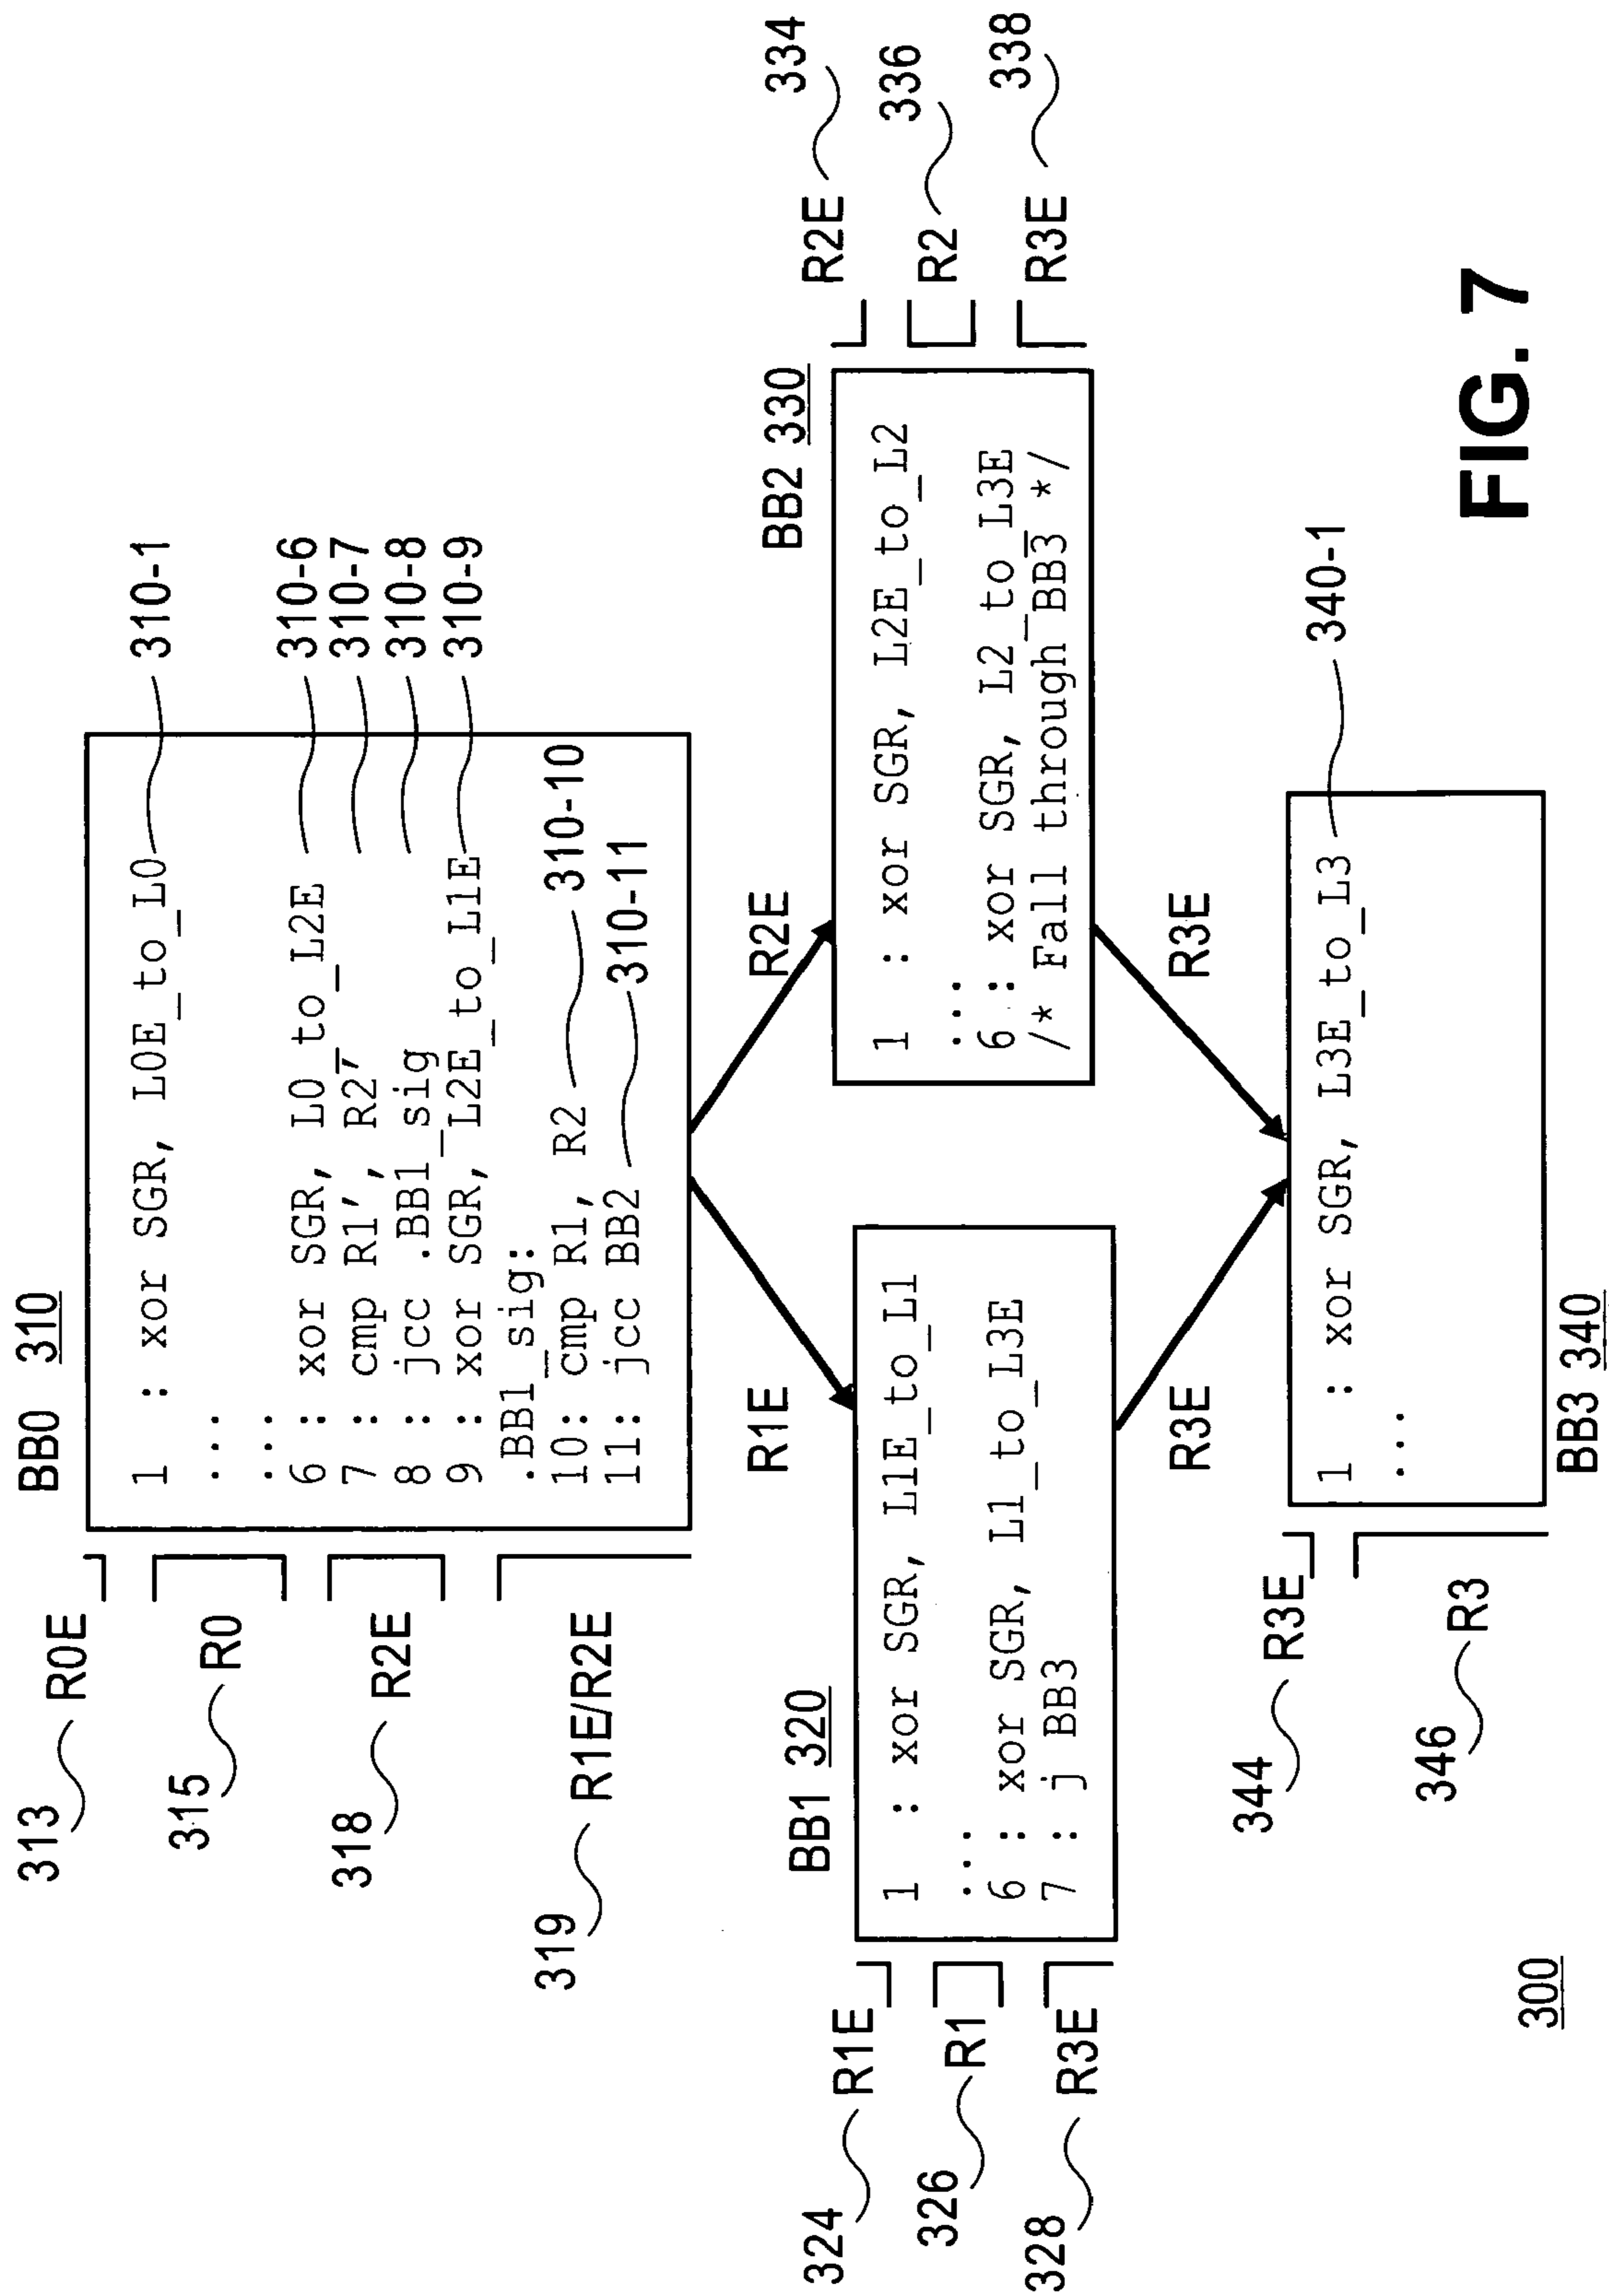 BB0 310
1 : xor SGR, L0E_to_L0
...
...
6 : xor SGR, L0_to_L2E
7 : cmp R1', R2'
8 : jcc .BB1_sig
9 : xor SGR, L2E_to_L1E
.BB1_sig:
10: cmp R1, R2
11: jcc BB2
310-1
310-6
310-7
310-8
310-9
310-10
310-11
313 R0E
315 R0
318 R2E
319 R1E/R2E
R1E
R2E
BB1 320
1 : xor SGR, L1E_to_L1
...
6 : xor SGR, L1_to_L3E
7 : j BB3
324 R1E
326 R1
328 R3E
BB2 330
1 : xor SGR, L2E_to_L2
...
6 : xor SGR, L2_to_L3E
/* Fall through BB3 */
R2E 334
R2 336
R3E 338
R3E
R3E
1 : xor SGR, L3E_to_L3
...
340-1
BB3 340
344 R3E
346 R3
300
FIG. 7